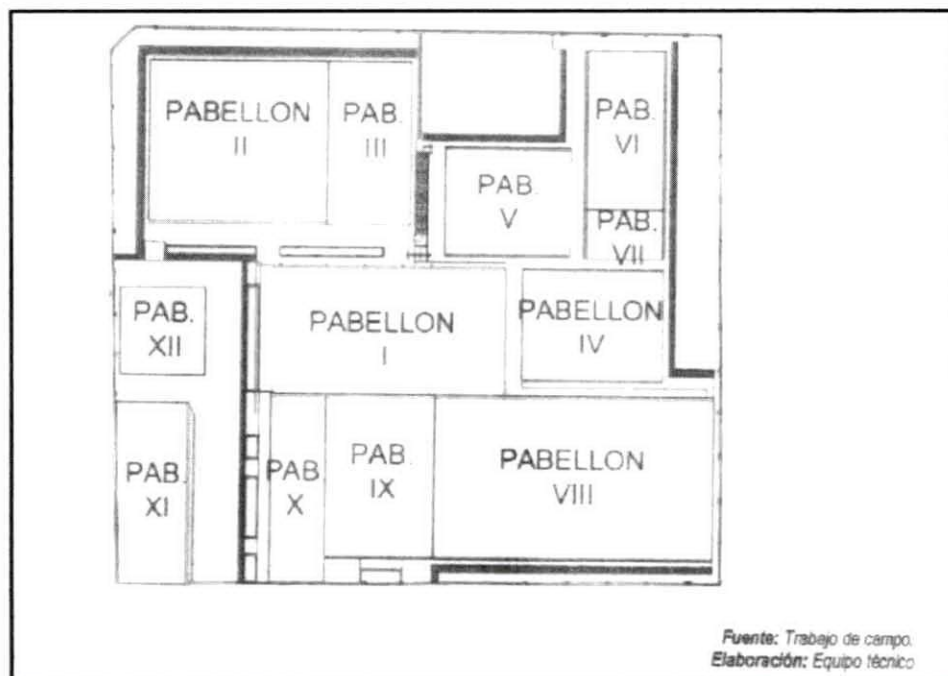 PABELLON
II
PAB.
III
PAB.
VI
PAB.
V
PAB.
VII
PAB.
XII
PABELLON
I
PABELLON
IV
PAB.
XI
PAB
X
PAB.
IX
PABELLON
VIII
Fuente: Trabajo de campo.
Elaboración: Equipo técnico